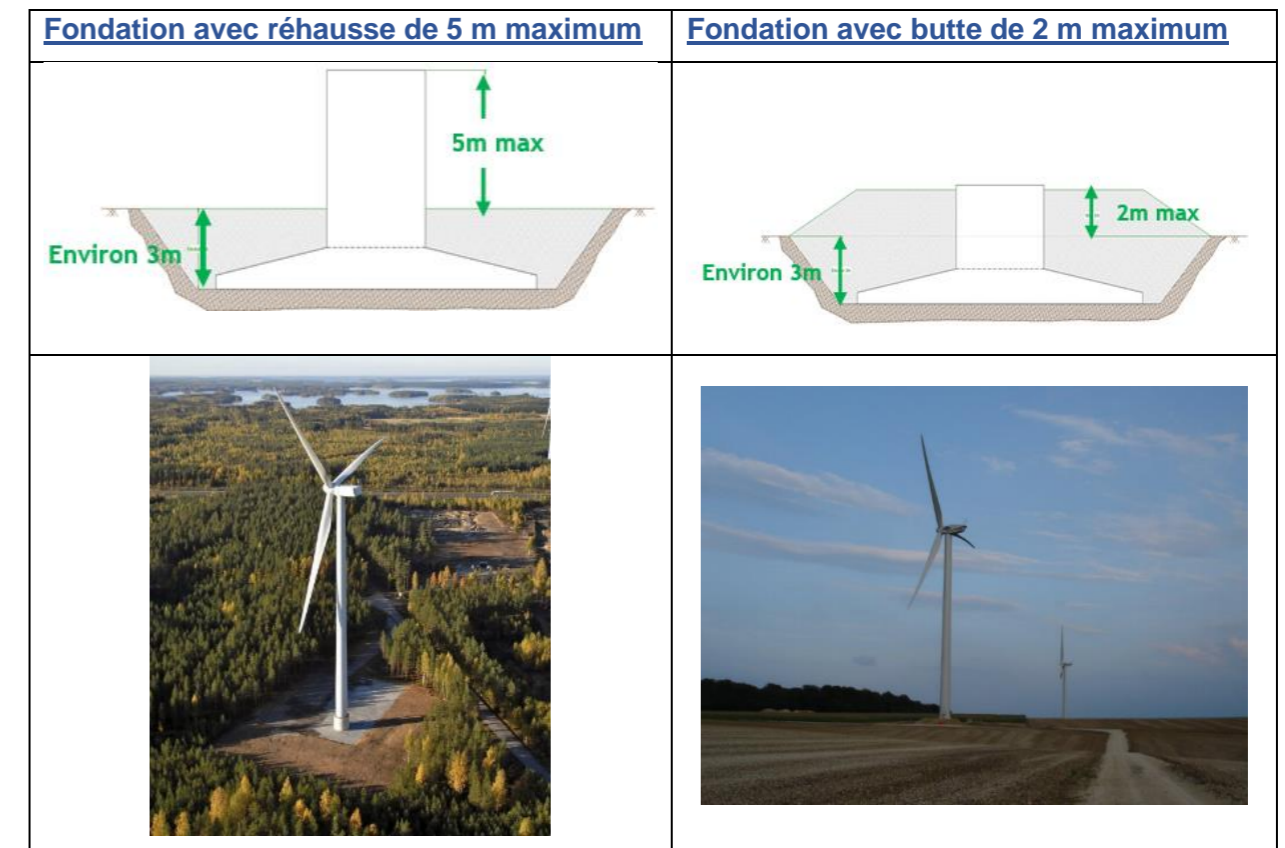 Fondation avec réhausse de 5 m maximum
Fondation avec butte de 2 m maximum
5m max
Environ 3m
2m max
Environ 3m